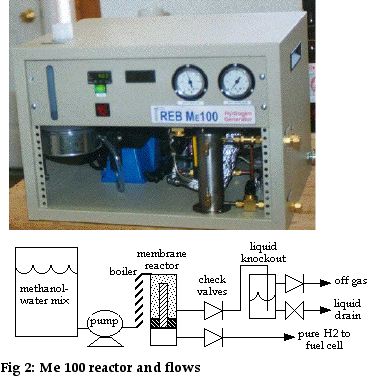 REB ME100
Hydrogen
Generator
methanol-
water mix
pump
boiler
membrane
reactor
check
valves
liquid
knockout
off gas
liquid
drain
pure H2 to
fuel cell
Fig 2: Me 100 reactor and flows